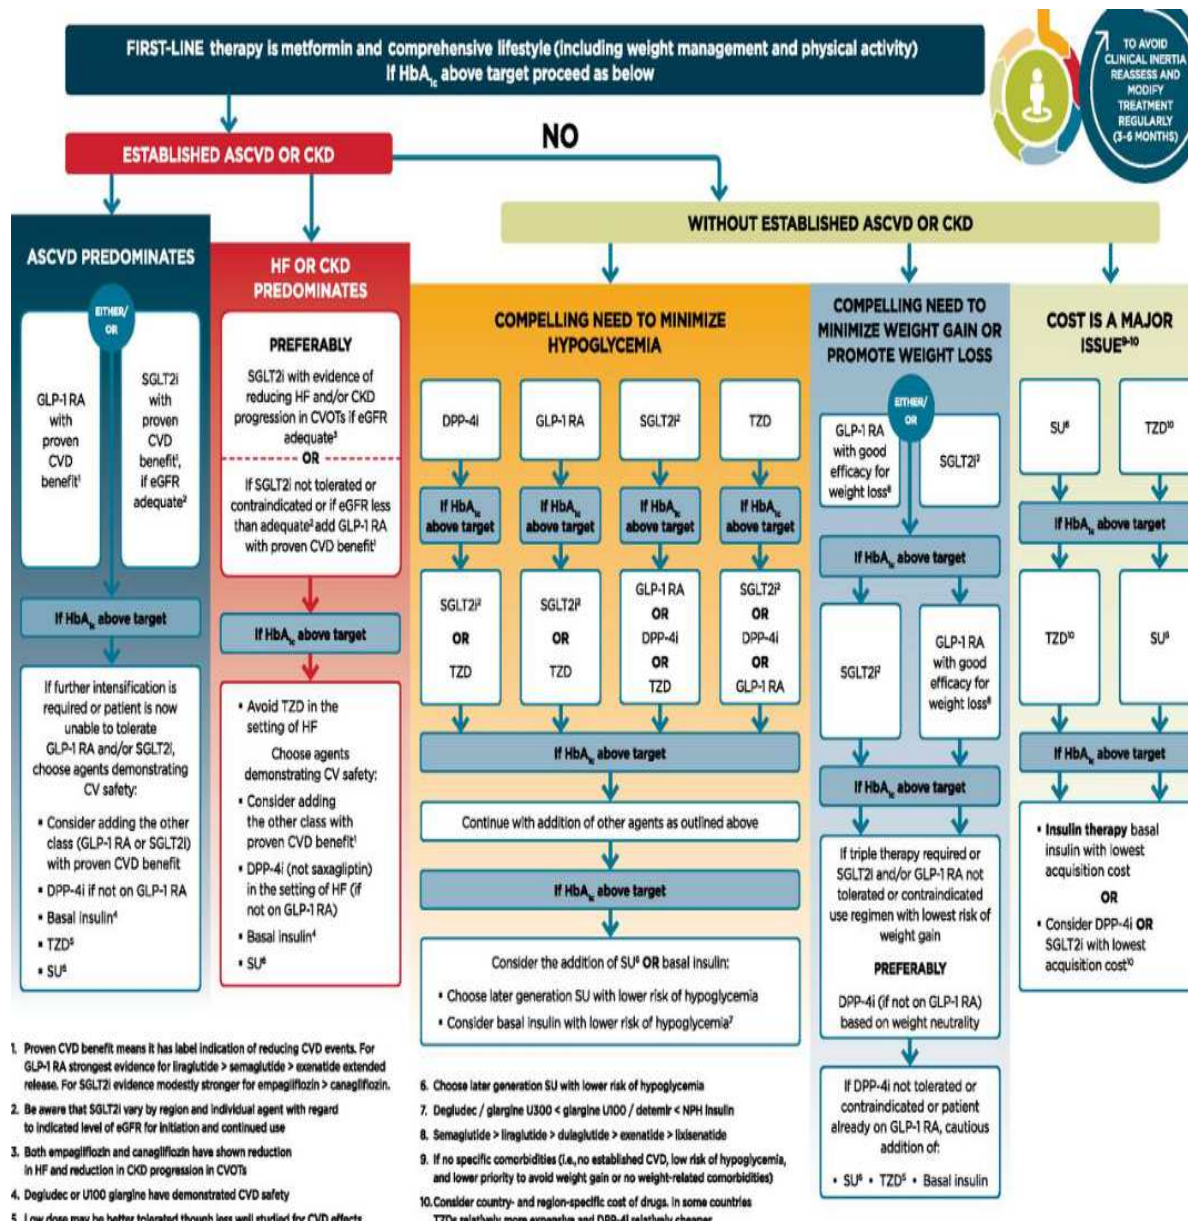 FIRST-LINE therapy is metformin and comprehensive lifestyle (including weight management and physical activity)
If HbA1c above target proceed as below
TO AVOID
CLINICAL INERTIA
REASSESS AND
MODIFY
TREATMENT
REGULARLY
(3-6 MONTHS)
ESTABLISHED ASCVD OR CKD
NO
WITHOUT ESTABLISHED ASCVD OR CKD
ASCVD PREDOMINATES
EITHER/
OR
GLP-1 RA
with
proven
CVD
benefit¹
SGLT2i
with
proven
CVD
benefit¹,
if eGFR
adequate²
If HbA1c above target
If further intensification is
required or patient is now
unable to tolerate
GLP-1 RA and/or SGLT2i,
choose agents demonstrating
CV safety:
▪ Consider adding the other
class (GLP-1 RA or SGLT2i)
with proven CVD benefit
▪ DPP-4i if not on GLP-1 RA
▪ Basal insulin⁴
▪ TZD⁵
▪ SU⁶
HF OR CKD
PREDOMINATES
PREFERABLY
SGLT2i with evidence of
reducing HF and/or CKD
progression in CVOTs if eGFR
adequate³
OR
If SGLT2i not tolerated or
contraindicated or if eGFR less
than adequate² add GLP-1 RA
with proven CVD benefit¹
If HbA1c above target
▪ Avoid TZD in the
setting of HF
Choose agents
demonstrating CV safety:
▪ Consider adding
the other class with
proven CVD benefit¹
▪ DPP-4i (not saxagliptin)
in the setting of HF (if
not on GLP-1 RA)
▪ Basal insulin⁴
▪ SU⁶
COMPELLING NEED TO MINIMIZE
HYPOGLYCEMIA
DPP-4i
GLP-1 RA
SGLT2i²
TZD
If HbA1c
above target
If HbA1c
above target
If HbA1c
above target
If HbA1c
above target
SGLT2i²
OR
TZD
SGLT2i²
OR
TZD
GLP-1 RA
OR
DPP-4i
OR
TZD
SGLT2i²
OR
DPP-4i
OR
GLP-1 RA
If HbA1c above target
Continue with addition of other agents as outlined above
If HbA1c above target
Consider the addition of SU⁶ OR basal insulin:
▪ Choose later generation SU with lower risk of hypoglycemia
▪ Consider basal insulin with lower risk of hypoglycemia⁷
COMPELLING NEED TO
MINIMIZE WEIGHT GAIN OR
PROMOTE WEIGHT LOSS
EITHER/
OR
GLP-1 RA
with good
efficacy for
weight loss⁸
SGLT2i²
If HbA1c above target
SGLT2i²
GLP-1 RA
with good
efficacy for
weight loss⁸
If HbA1c above target
If triple therapy required or
SGLT2i and/or GLP-1 RA not
tolerated or contraindicated
use regimen with lowest risk of
weight gain
PREFERABLY
DPP-4i (if not on GLP-1 RA)
based on weight neutrality
If DPP-4i not tolerated or
contraindicated or patient
already on GLP-1 RA, cautious
addition of:
▪ SU⁶ ▪ TZD⁵ ▪ Basal insulin
COST IS A MAJOR
ISSUE⁹⁻¹⁰
SU⁶
TZD¹⁰
If HbA1c above target
TZD¹⁰
SU⁶
If HbA1c above target
▪ Insulin therapy basal
insulin with lowest
acquisition cost
OR
▪ Consider DPP-4i OR
SGLT2i with lowest
acquisition cost¹⁰
1. Proven CVD benefit means it has label indication of reducing CVD events. For
GLP-1 RA strongest evidence for liraglutide > semaglutide > exenatide extended
release. For SGLT2i evidence modestly stronger for empagliflozin > canagliflozin.
2. Be aware that SGLT2i vary by region and individual agent with regard
to indicated level of eGFR for initiation and continued use
3. Both empagliflozin and canagliflozin have shown reduction
in HF and reduction in CKD progression in CVOTs
4. Degludec or U100 glargine have demonstrated CVD safety
5. Low dose may be better tolerated though less well studied for CVD effects
6. Choose later generation SU with lower risk of hypoglycemia
7. Degludec / glargine U300 < glargine U100 / detemir < NPH insulin
8. Semaglutide > liraglutide > dulaglutide > exenatide > lixisenatide
9. If no specific comorbidities (i.e., no established CVD, low risk of hypoglycemia,
and lower priority to avoid weight gain or no weight-related comorbidities)
10. Consider country- and region-specific cost of drugs. In some countries
TZDs relatively more expensive and DPP-4i relatively cheaper